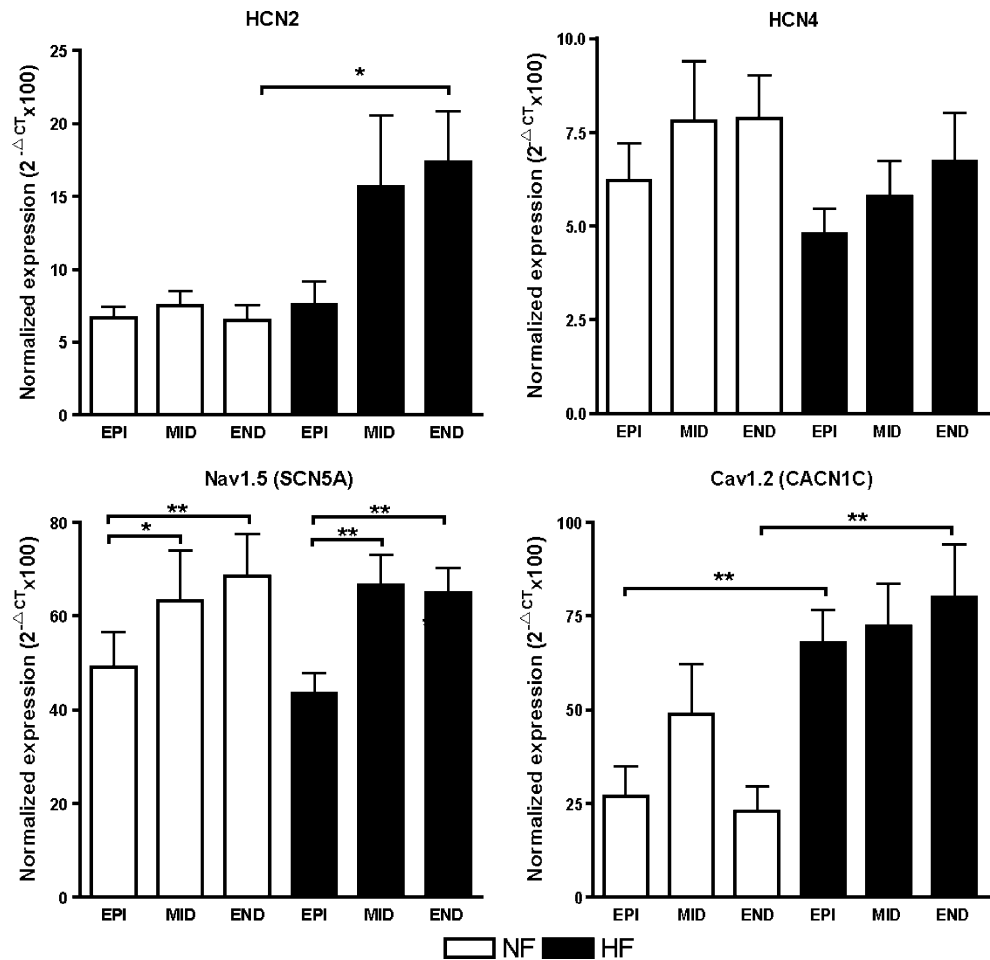 HCN2
Normalized expression (2^-△CT x100)
25
20
15
10
5
0
*
EPI MID END EPI MID END
HCN4
Normalized expression (2^-△CT x100)
10.0
7.5
5.0
2.5
0.0
EPI MID END EPI MID END
Nav1.5 (SCN5A)
Normalized expression (2^-△CT x100)
80
60
40
20
0
** **
* **
EPI MID END EPI MID END
Cav1.2 (CACN1C)
Normalized expression (2^-△CT x100)
100
75
50
25
0
**
**
EPI MID END EPI MID END
NF HF